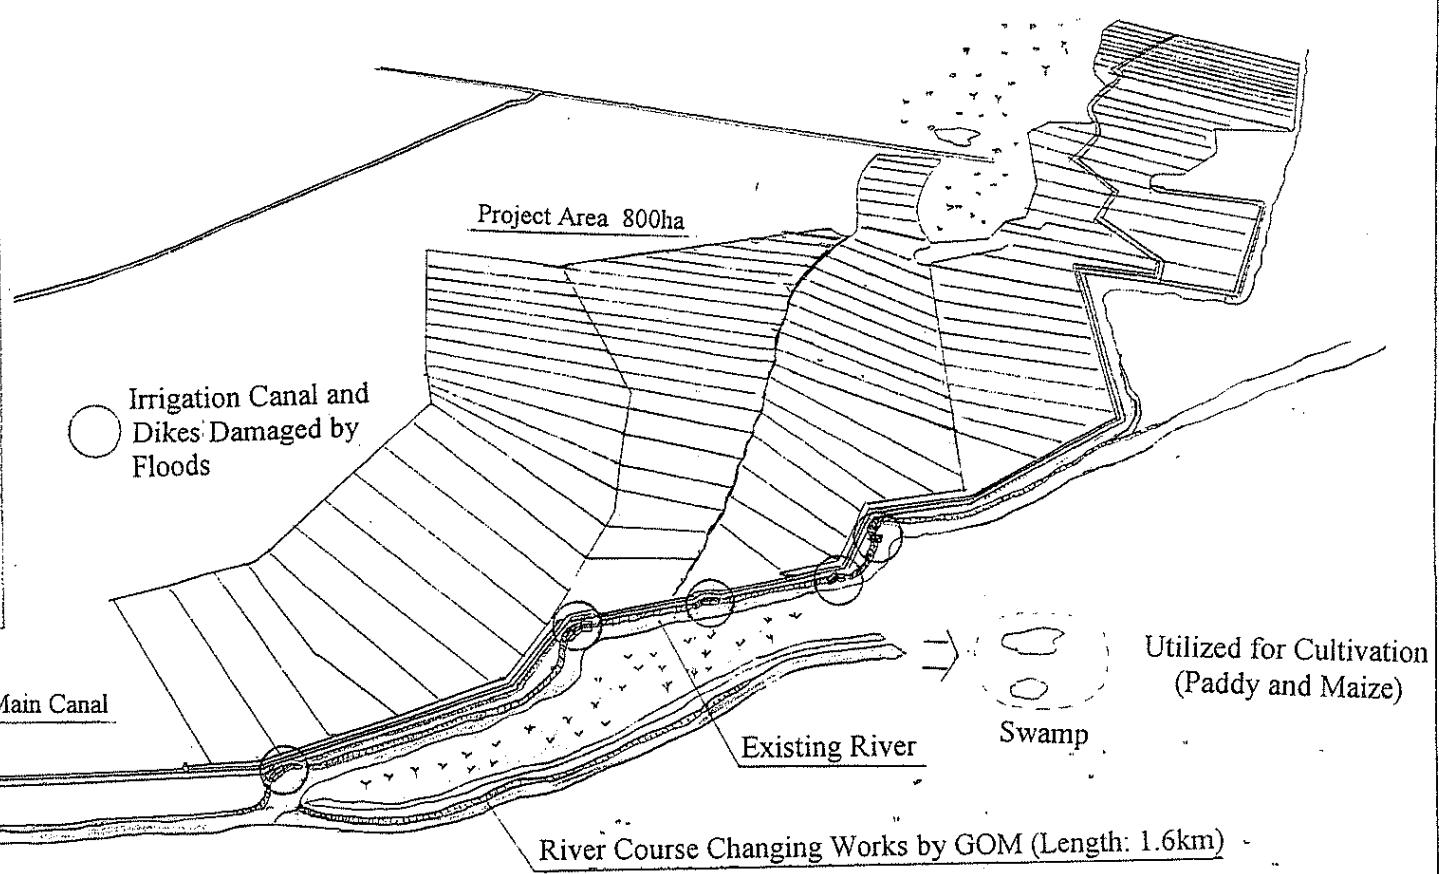 Project Area 800ha
Irrigation Canal and
Dikes Damaged by
Floods
Utilized for Cultivation
(Paddy and Maize)
Swamp
Main Canal
Existing River
River Course Changing Works by GOM (Length: 1.6km)